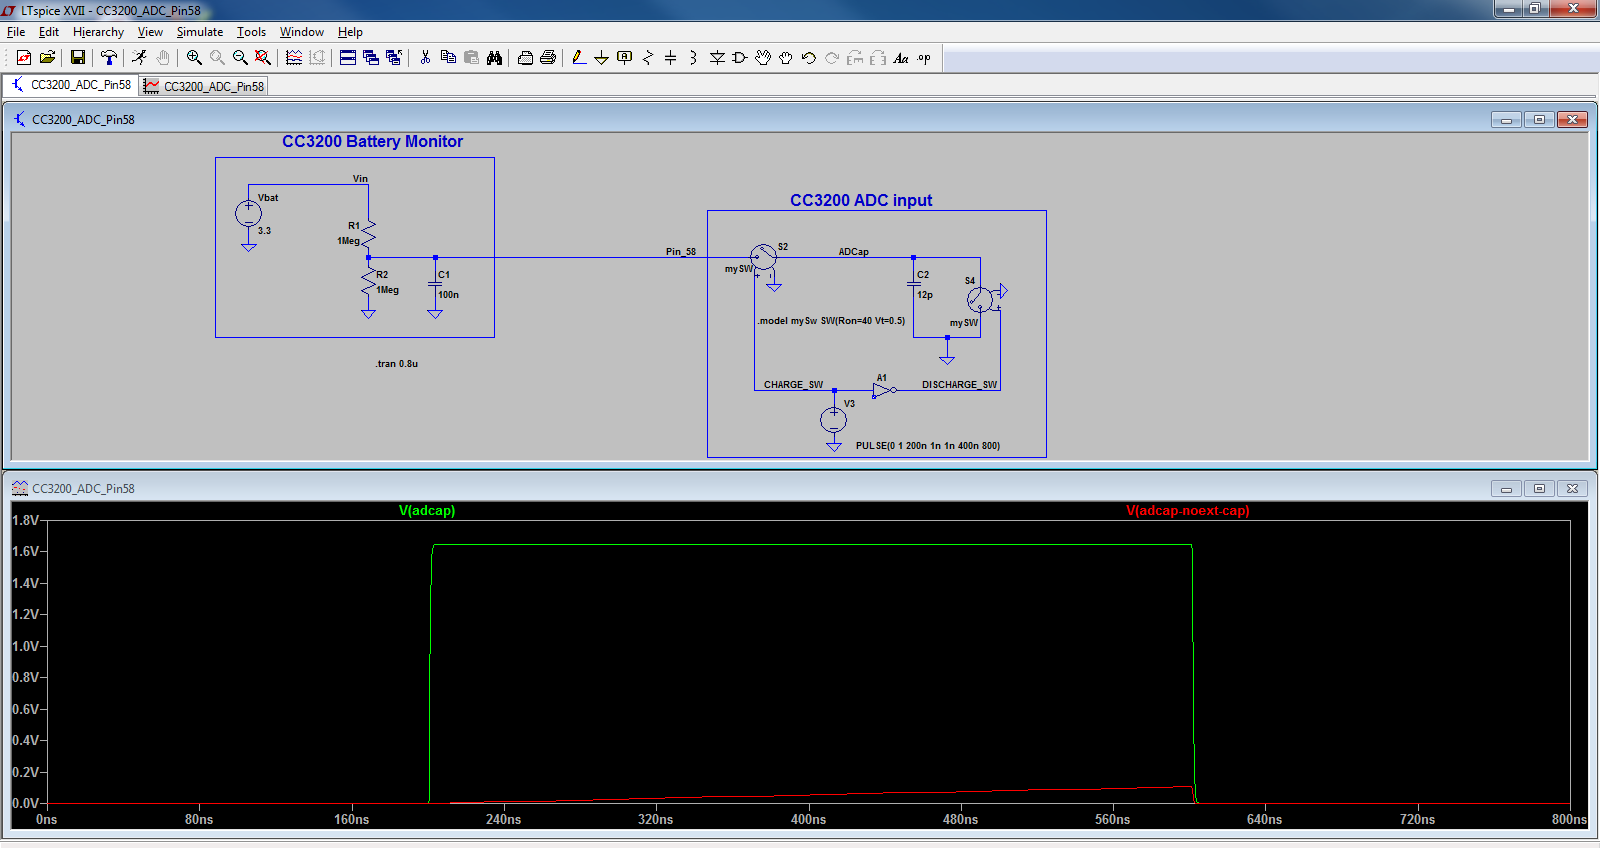 LTspice XVII - CC3200_ADC_Pin58
File Edit Hierarchy View Simulate Tools Window Help
Aa .op
CC3200_ADC_Pin58 CC3200_ADC_Pin58
CC3200_ADC_Pin58
CC3200 Battery Monitor
Vin
Vbat
3.3
R1
1Meg
R2
1Meg
C1
100n
.tran 0.8u
Pin_58
CC3200 ADC input
S2
mySW
+ -
ADCap
C2
12p
S4
mySW
.model mySw SW(Ron=40 Vt=0.5)
CHARGE_SW
A1
DISCHARGE_SW
V3
PULSE(0 1 200n 1n 1n 400n 800)
CC3200_ADC_Pin58
V(adcap) V(adcap-noext-cap)
1.8V
1.6V
1.4V
1.2V
1.0V
0.8V
0.6V
0.4V
0.2V
0.0V
0ns 80ns 160ns 240ns 320ns 400ns 480ns 560ns 640ns 720ns 800ns